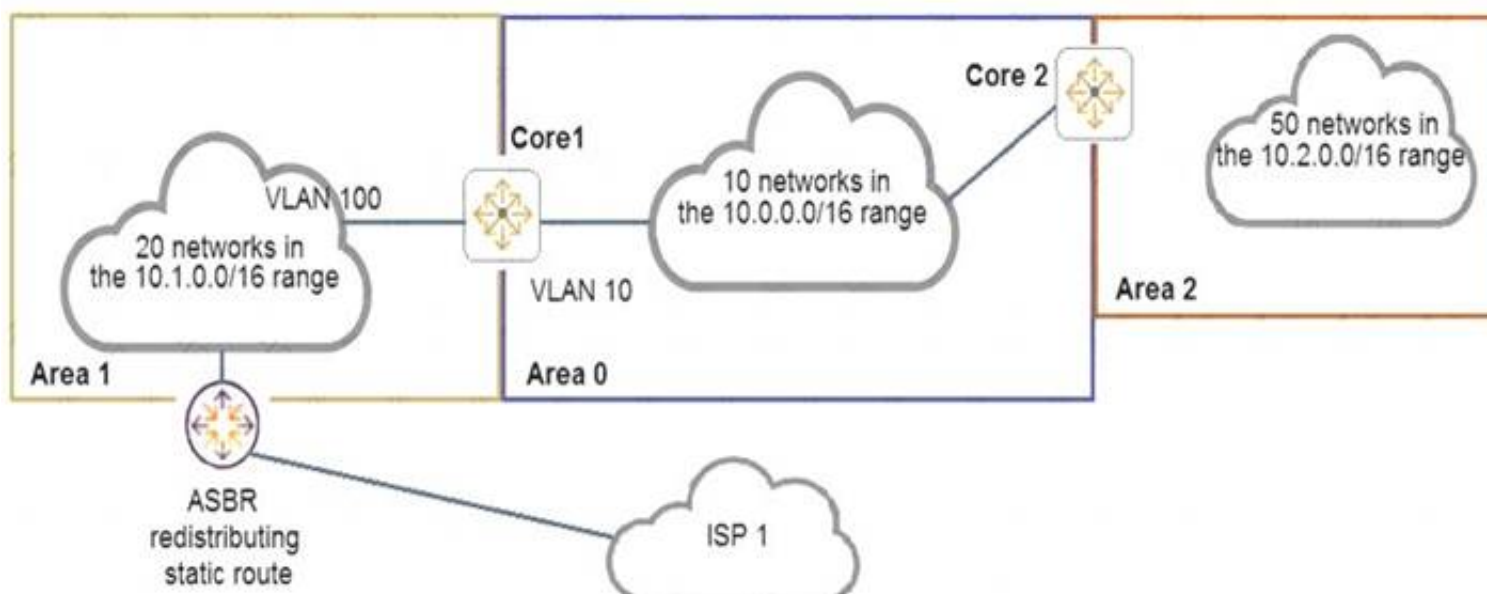 Core 2
50 networks in
the 10.2.0.0/16 range
Core1
10 networks in
the 10.0.0.0/16 range
VLAN 100
20 networks in
the 10.1.0.0/16 range
VLAN 10
Area 2
Area 1
Area 0
ASBR
redistributing
static route
ISP 1